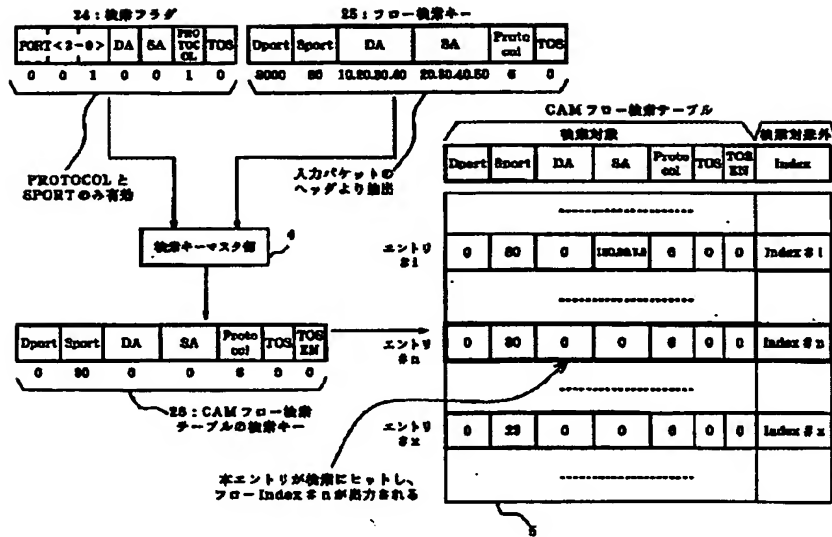 24：検索フラグ
PORT<2-0> DA SA PROTOCOL TOS
0 0 1 0 0 1 0
PROTOCOLと
SPORTのみ有効
25：フロー検索キー
Dport Sport DA SA Protocol TOS
2000 80 10.20.30.40 20.30.40.50 6 0
入力パケットの
ヘッダより抽出
検索キーマスク部
4
Dport Sport DA SA Protocol TOS TOS EN
0 80 0 0 6 0 0
26：CAMフロー検索
テーブルの検索キー
CAMフロー検索テーブル
検索対象 検索対象外
Dport Sport DA SA Protocol TOS TOS EN Index
エントリ
#i
0 80 0 6 0 0 Index#i
エントリ
#n
0 80 0 0 6 0 0 Index#n
エントリ
#x
0 23 0 0 6 0 0 Index#x
本エントリが検索にヒットし、
フローIndex#nが出力される
5